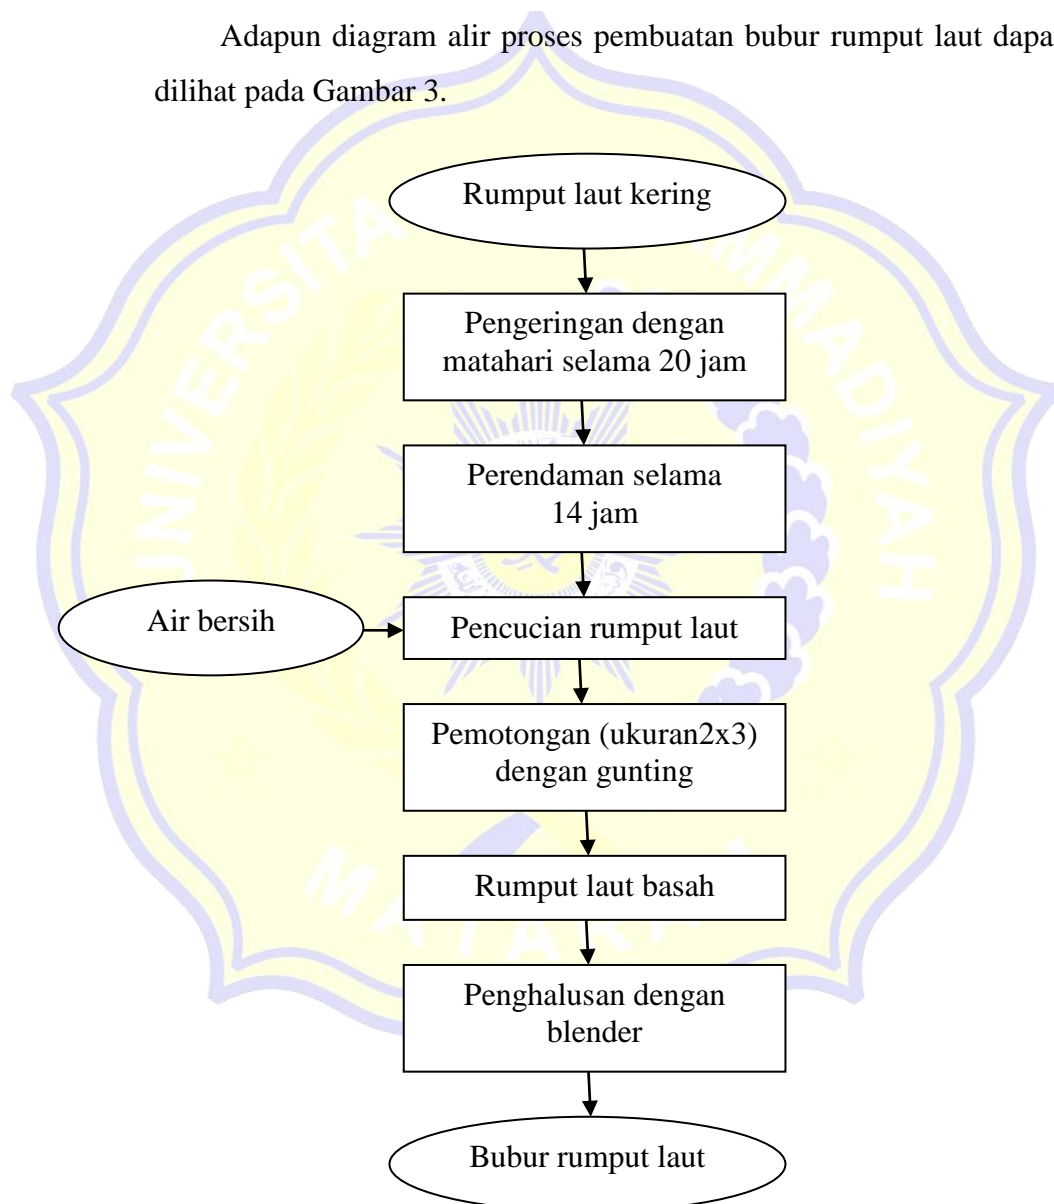 Adapun diagram alir proses pembuatan bubur rumput laut dapa
dilihat pada Gambar 3.
Rumput laut kering
Pengeringan dengan
matahari selama 20 jam
Perendaman selama
14 jam
Air bersih
Pencucian rumput laut
Pemotongan (ukuran2x3)
dengan gunting
Rumput laut basah
Penghalusan dengan
blender
Bubur rumput laut